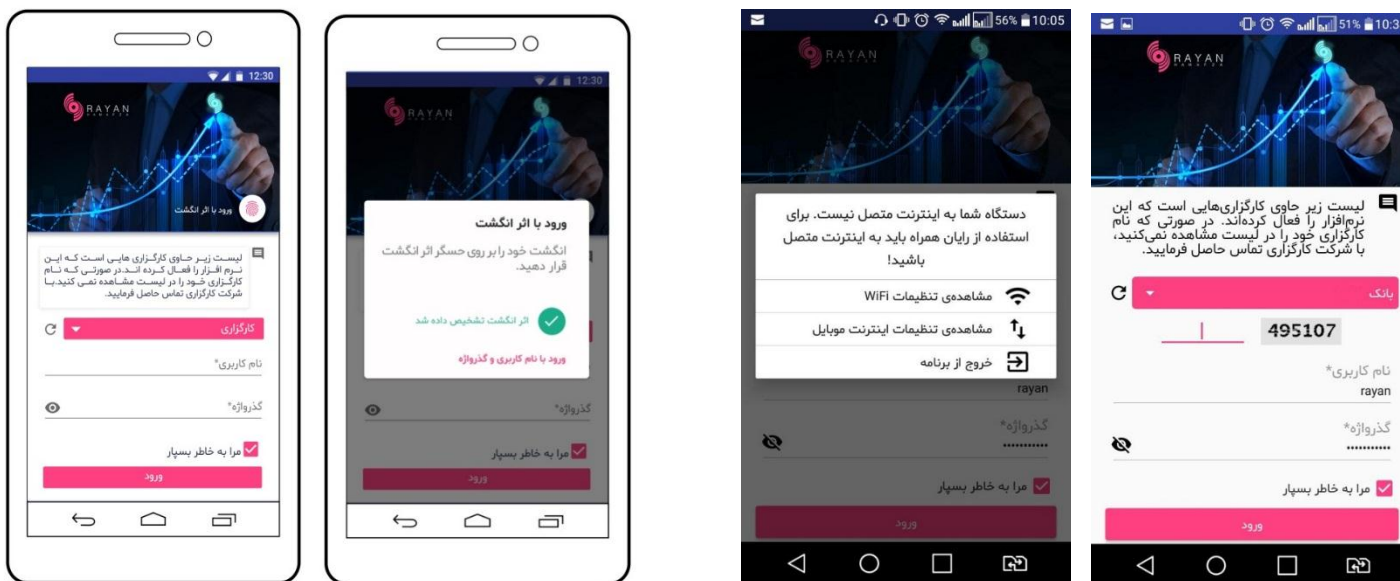 12:30
RAYAN
HAMAFZA
ورود با اثر انگشت
لیست زیر حاوی کارگزاری هایی است که این
نرم افزار را فعال کرده اند.در صورتی که نام
کارگزاری خود را در لیست مشاهده نمی کنید.با
شرکت کارگزاری تماس حاصل فرمایید.
کارگزاری
نام کاربری*
گذرواژه*
مرا به خاطر بسپار
ورود
12:30
RAYAN
ورود با اثر انگشت
انگشت خود را بر روی حسگر اثر انگشت
قرار دهید.
اثر انگشت تشخیص داده شد
ورود با نام کاربری و گذرواژه
گذرواژه*
مرا به خاطر بسپار
ورود
56% 10:05
RAYAN
دستگاه شما به اینترنت متصل نیست. برای
استفاده از رایان همراه باید به اینترنت متصل
باشید!
مشاهده‌ی تنظیمات WiFi
مشاهده‌ی تنظیمات اینترنت موبایل
خروج از برنامه
rayan
گذرواژه*
مرا به خاطر بسپار
ورود
51% 10:3
RAYAN
HAMAFZA
لیست زیر حاوی کارگزاری‌هایی است که این
نرم‌افزار را فعال کرده‌اند. در صورتی که نام
کارگزاری خود را در لیست مشاهده نمی‌کنید،
با شرکت کارگزاری تماس حاصل فرمایید.
بانک
495107
نام کاربری*
rayan
گذرواژه*
مرا به خاطر بسپار
ورود